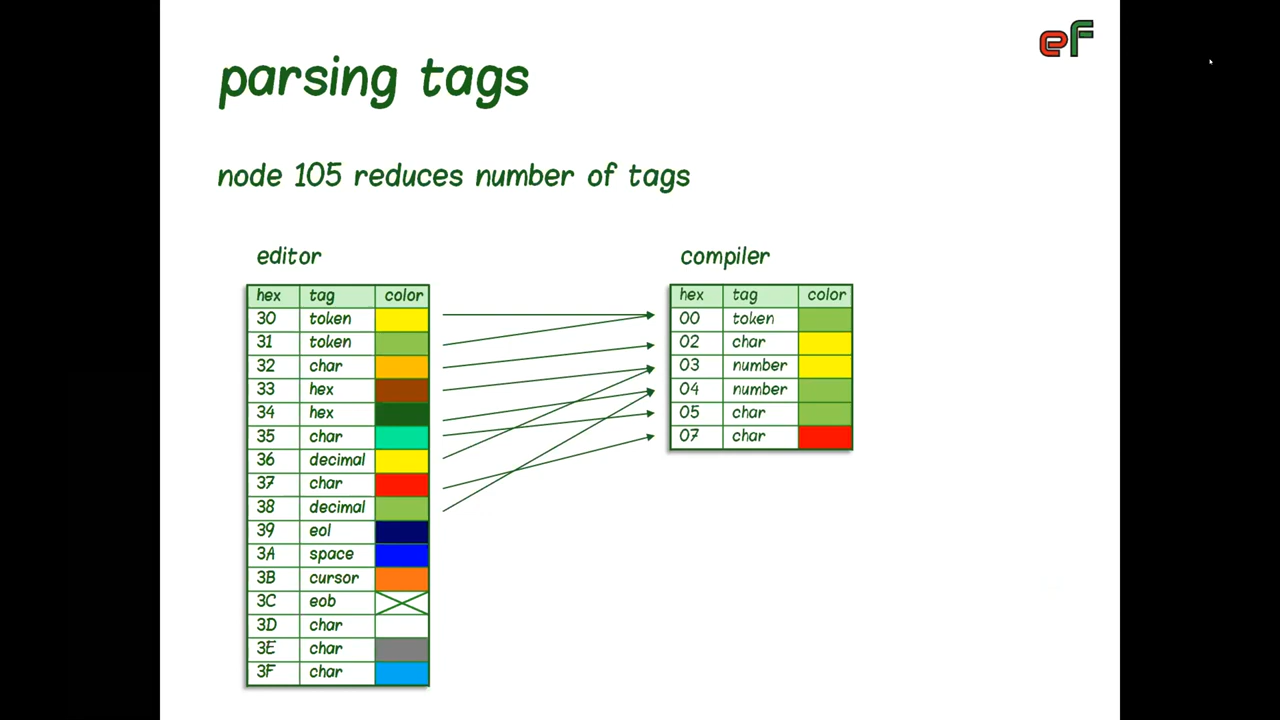 eF
parsing tags
node 105 reduces number of tags
editor
hex tag color
30 token
31 token
32 char
33 hex
34 hex
35 char
36 decimal
37 char
38 decimal
39 eol
3A space
3B cursor
3C eob
3D char
3E char
3F char
compiler
hex tag color
00 token
02 char
03 number
04 number
05 char
07 char